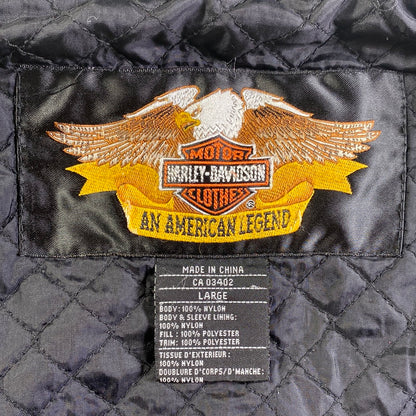 MOTOR
HARLEY-DAVIDSON
CLOTHES
®
AN AMERICAN LEGEND
MADE IN CHINA
CA 03402
LARGE
BODY: 100% NYLON
BODY & SLEEVE LINING:
100% NYLON
FILL : 100% POLYESTER
TRIM: 100% POLYESTER
TISSUE D'EXTERIEUR :
100% NYLON
DOUBLURE D'CORPS/D'MANCHE:
100% NYLON